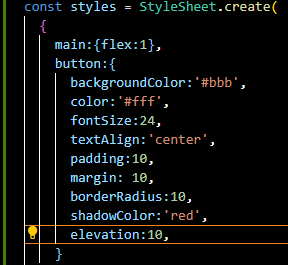 const styles = StyleSheet.create(
{
main:{flex:1},
button:{
backgroundColor:'#bbb',
color:'#fff',
fontSize:24,
textAlign:'center',
padding:10,
margin: 10,
borderRadius:10,
shadowColor:'red',
elevation:10,
}